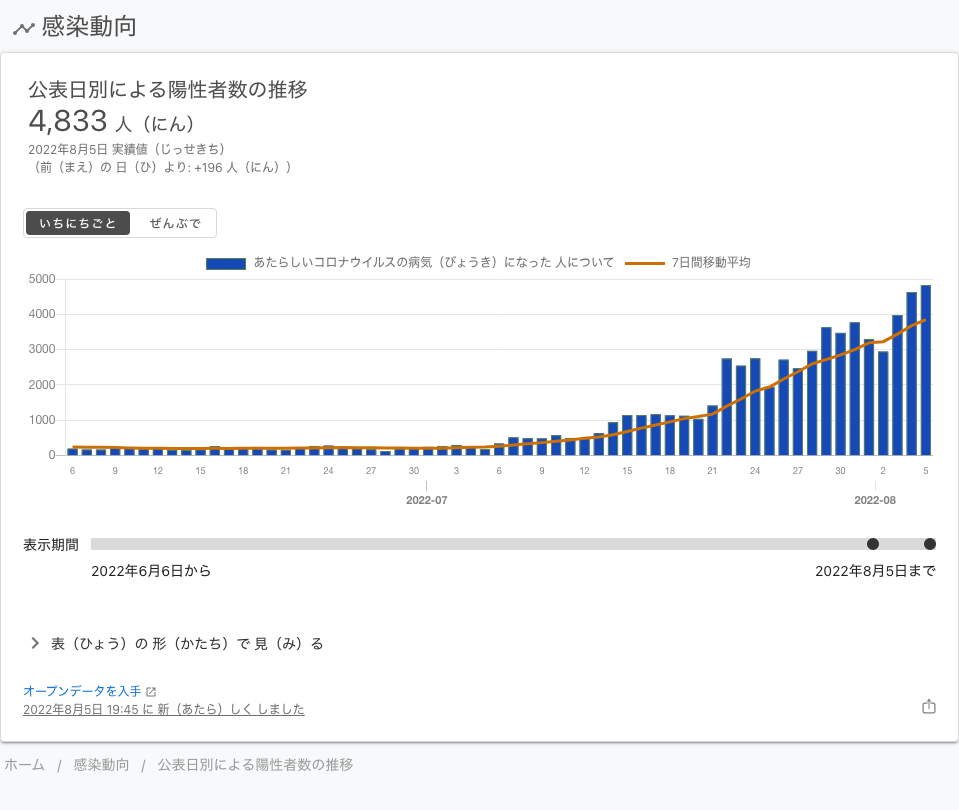 感染動向
公表日別による陽性者数の推移
4,833 人（にん）
2022年8月5日 実績値（じっせきち）
（前（まえ）の 日（ひ）より: +196 人（にん））
いちにちごと ぜんぶで
あたらしいコロナウイルスの病気（びょうき）になった 人について 7日間移動平均
5000
4000
3000
2000
1000
0
6 9 12 15 18 21 24 27 30 3 6 9 12 15 18 21 24 27 30 2 5
2022-07 2022-08
表示期間
2022年6月6日から 2022年8月5日まで
表（ひょう）の 形（かたち）で 見（み）る
オープンデータを入手
2022年8月5日 19:45 に 新（あたら）しく しました
ホーム / 感染動向 / 公表日別による陽性者数の推移